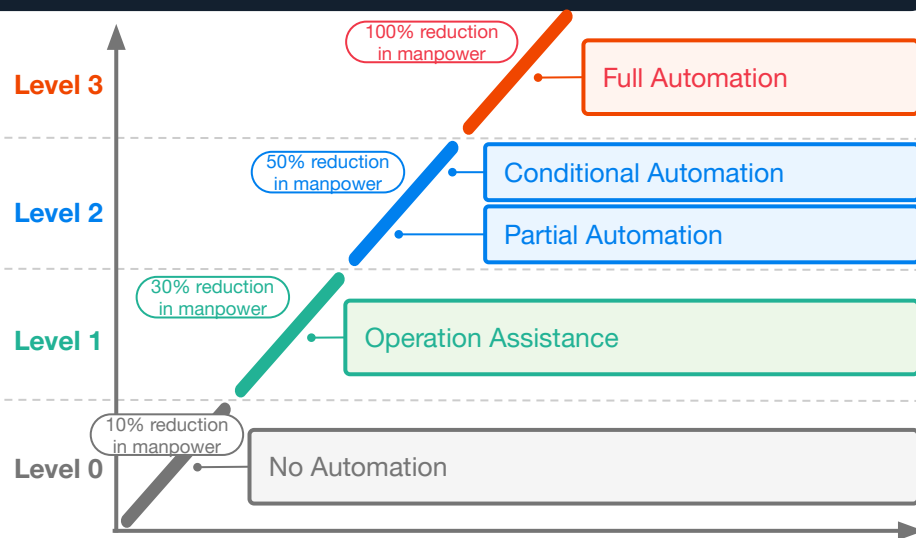 100% reduction
in manpower
Level 3
Full Automation
50% reduction
in manpower
Conditional Automation
Level 2
Partial Automation
30% reduction
in manpower
Level 1
Operation Assistance
10% reduction
in manpower
Level 0
No Automation